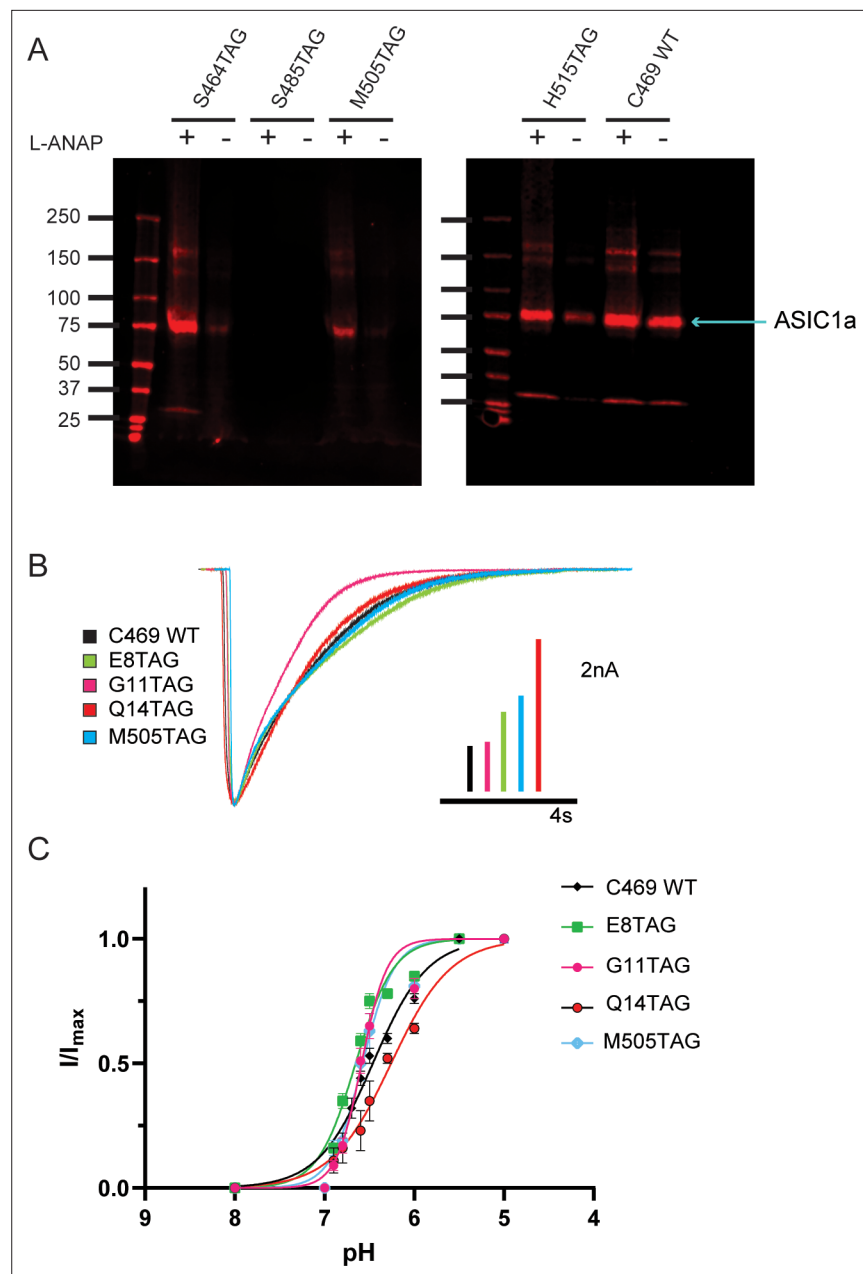 A
S464TAG
S485TAG
M505TAG
H515TAG
C469 WT
L-ANAP
+ - + - + - + - + -
250
150
100
75
50
37
25
ASIC1a
B
C469 WT
E8TAG
G11TAG
Q14TAG
M505TAG
2nA
4s
C
C469 WT
E8TAG
G11TAG
Q14TAG
M505TAG
1.0
0.5
0.0
I/Imax
9 8 7 6 5 4
pH